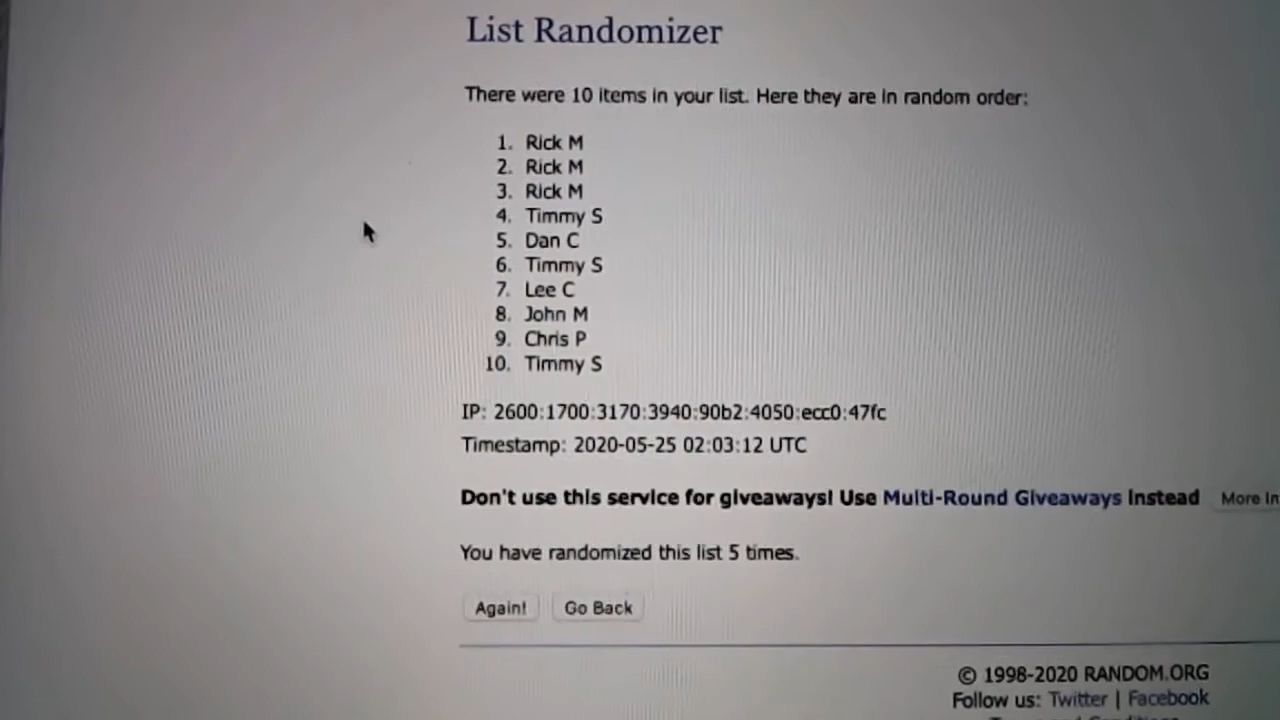 List Randomizer
There were 10 items in your list. Here they are in random order:
1. Rick M
2. Rick M
3. Rick M
4. Timmy S
5. Dan C
6. Timmy S
7. Lee C
8. John M
9. Chris P
10. Timmy S
IP: 2600:1700:3170:3940:90b2:4050:ecc0:47fc
Timestamp: 2020-05-25 02:03:12 UTC
Don't use this service for giveaways! Use Multi-Round Giveaways instead More In
You have randomized this list 5 times.
Again! Go Back
© 1998-2020 RANDOM.ORG
Follow us: Twitter | Facebook